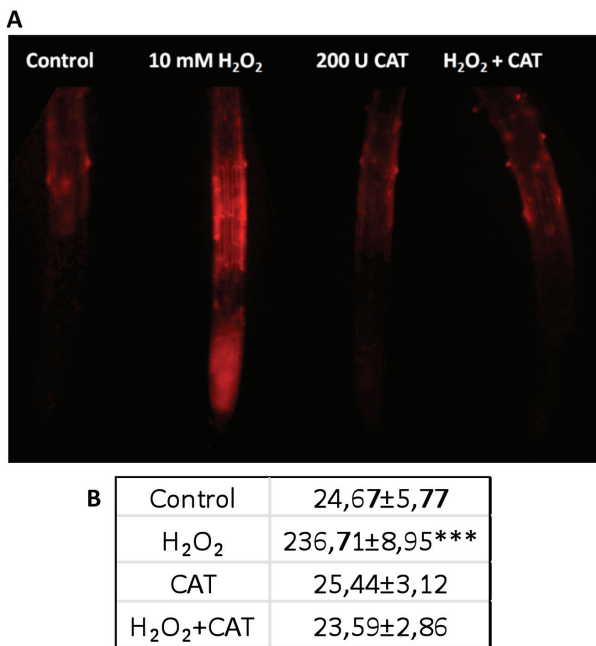 A
Control 10 mM H₂O₂ 200 U CAT H₂O₂ + CAT
B
Control 24,67±5,77
H₂O₂ 236,71±8,95***
CAT 25,44±3,12
H₂O₂+CAT 23,59±2,86